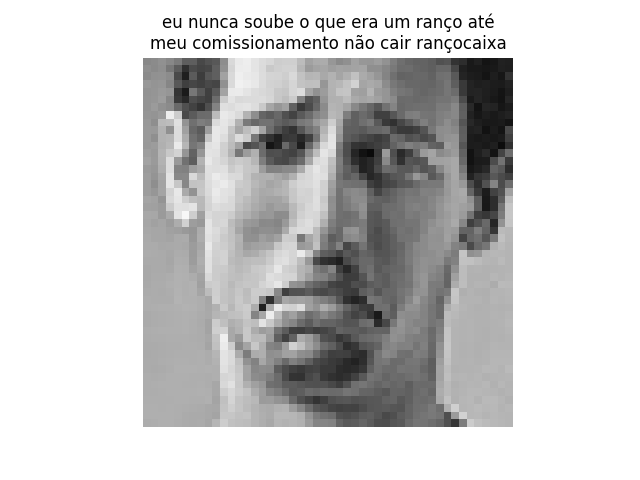 eu nunca soube o que era um ranço até
meu comissionamento não cair rançocaixa